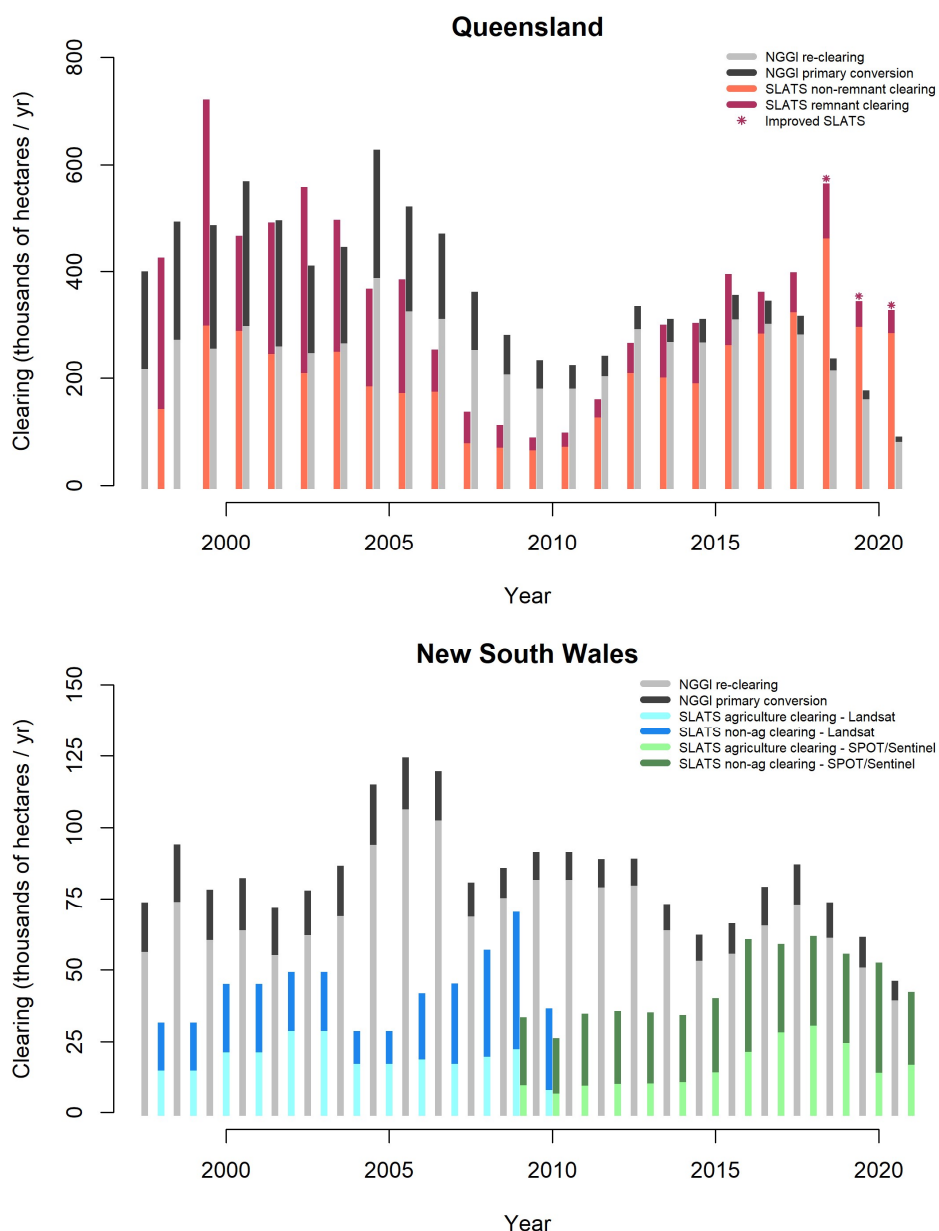 Queensland
NGGI re-clearing
NGGI primary conversion
SLATS non-remnant clearing
SLATS remnant clearing
* Improved SLATS
Clearing (thousands of hectares / yr)
800
600
400
200
0
2000 2005 2010 2015 2020
Year
New South Wales
NGGI re-clearing
NGGI primary conversion
SLATS agriculture clearing - Landsat
SLATS non-ag clearing - Landsat
SLATS agriculture clearing - SPOT/Sentinel
SLATS non-ag clearing - SPOT/Sentinel
Clearing (thousands of hectares / yr)
150
125
100
75
50
25
0
2000 2005 2010 2015 2020
Year